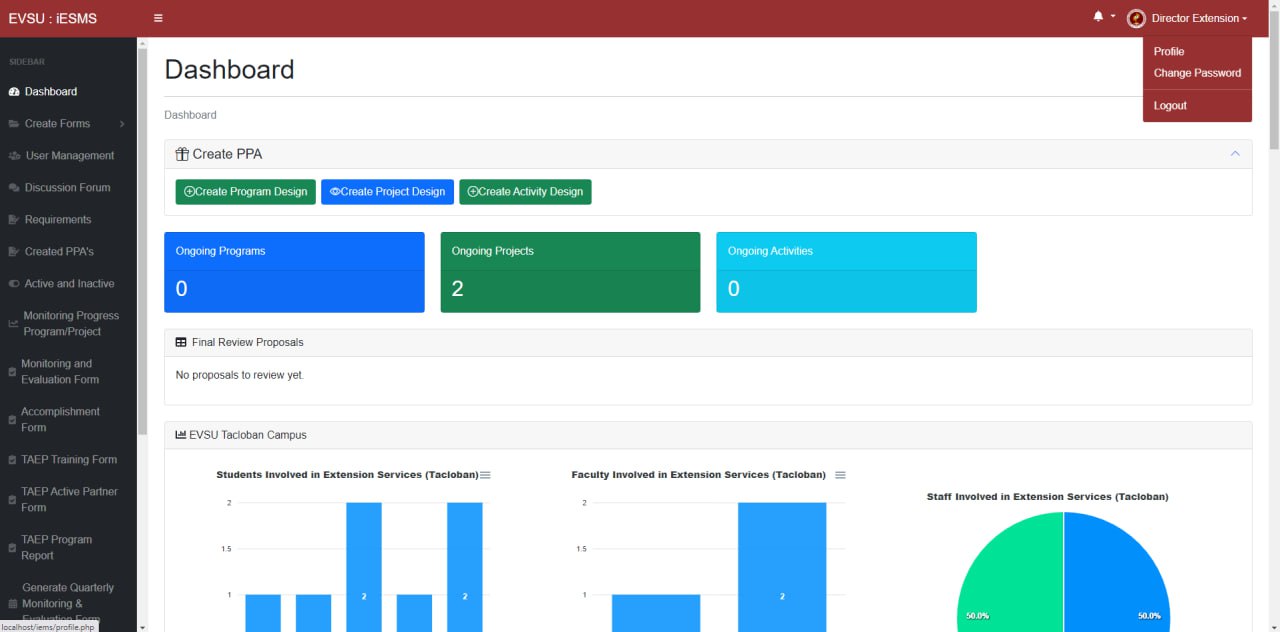 EVSU : iESMS
Director Extension
Profile
Change Password
Logout
SIDEBAR
Dashboard
Create Forms
User Management
Discussion Forum
Requirements
Created PPA's
Active and Inactive
Monitoring Progress
Program/Project
Monitoring and
Evaluation Form
Accomplishment
Form
TAEP Training Form
TAEP Active Partner
Form
TAEP Program
Report
Generate Quarterly
Monitoring &
Evaluation Form
localhost/iems/profile.php
Dashboard
Dashboard
Create PPA
Create Program Design
Create Project Design
Create Activity Design
Ongoing Programs
0
Ongoing Projects
2
Ongoing Activities
0
Final Review Proposals
No proposals to review yet.
EVSU Tacloban Campus
Students Involved in Extension Services (Tacloban)
2
1.5
1
2
2
Faculty Involved in Extension Services (Tacloban)
2
1.5
1
2
Staff Involved in Extension Services (Tacloban)
50.0%
50.0%